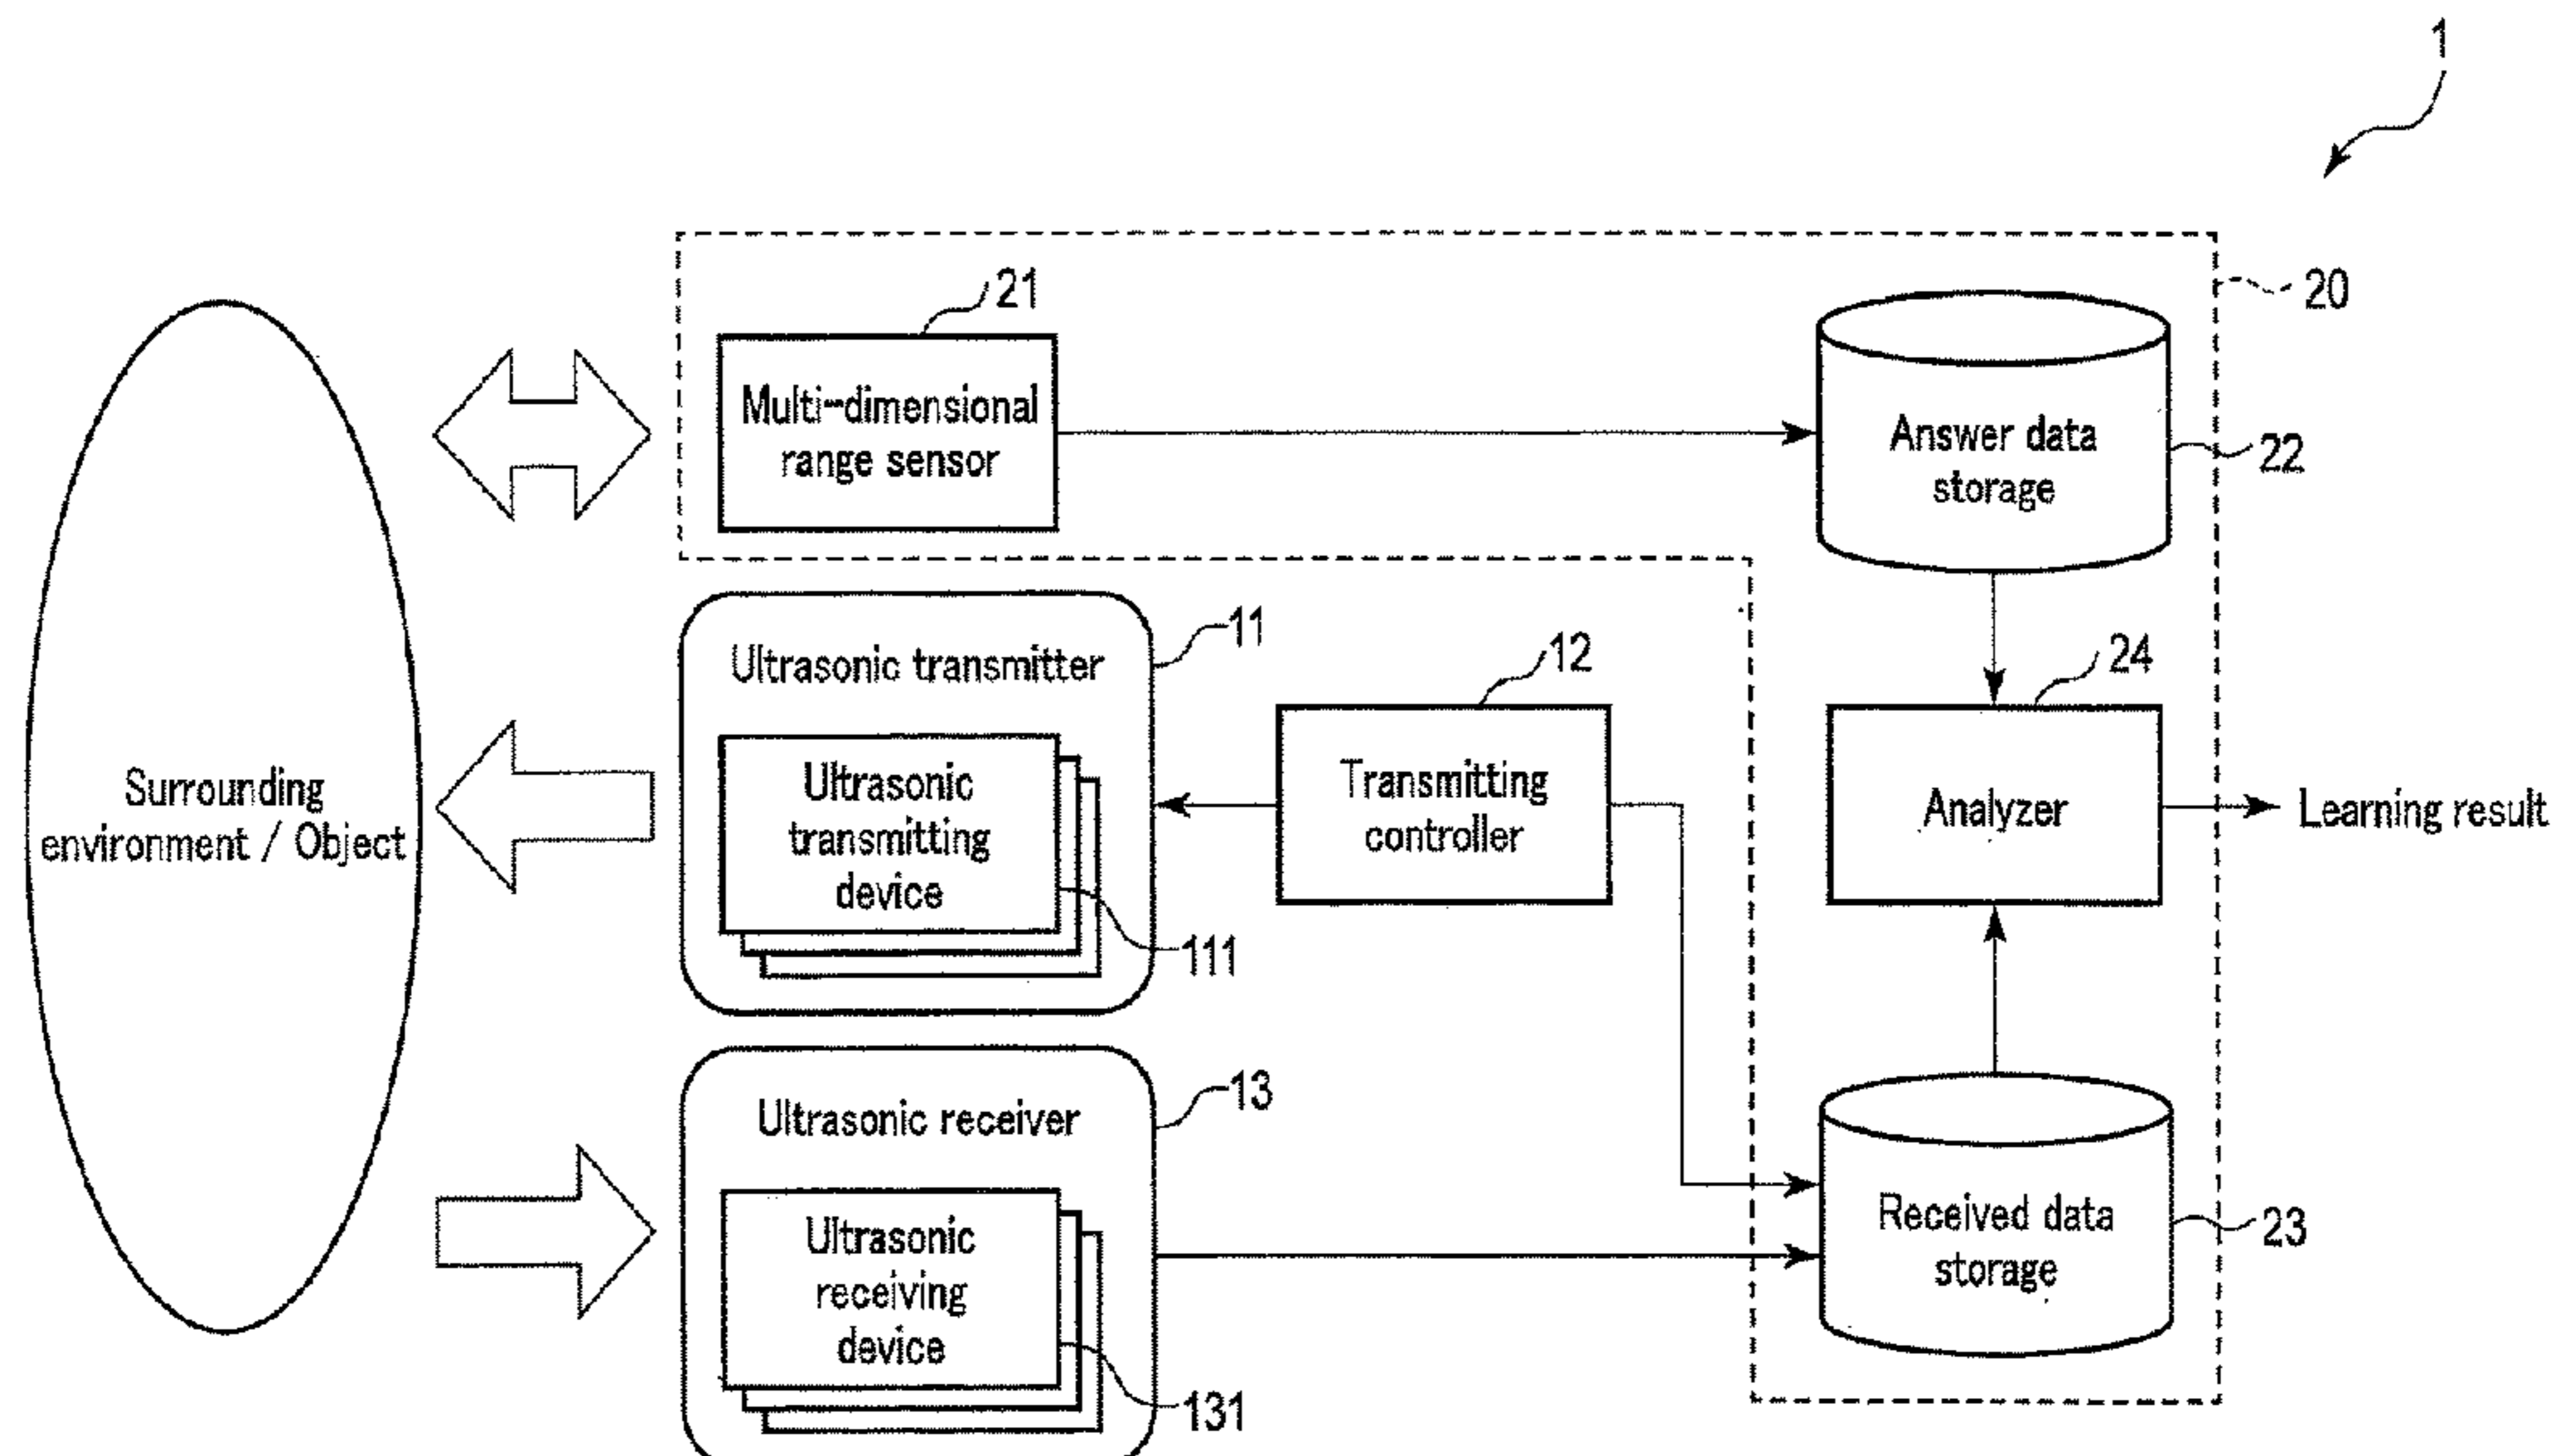 1
20
21
Multi-dimensional
range sensor
Answer data
storage
22
Ultrasonic transmitter
11
Ultrasonic
transmitting
device
111
12
Transmitting
controller
24
Analyzer
Learning result
Surrounding
environment / Object
Ultrasonic receiver
13
Ultrasonic
receiving
device
131
Received data
storage
23